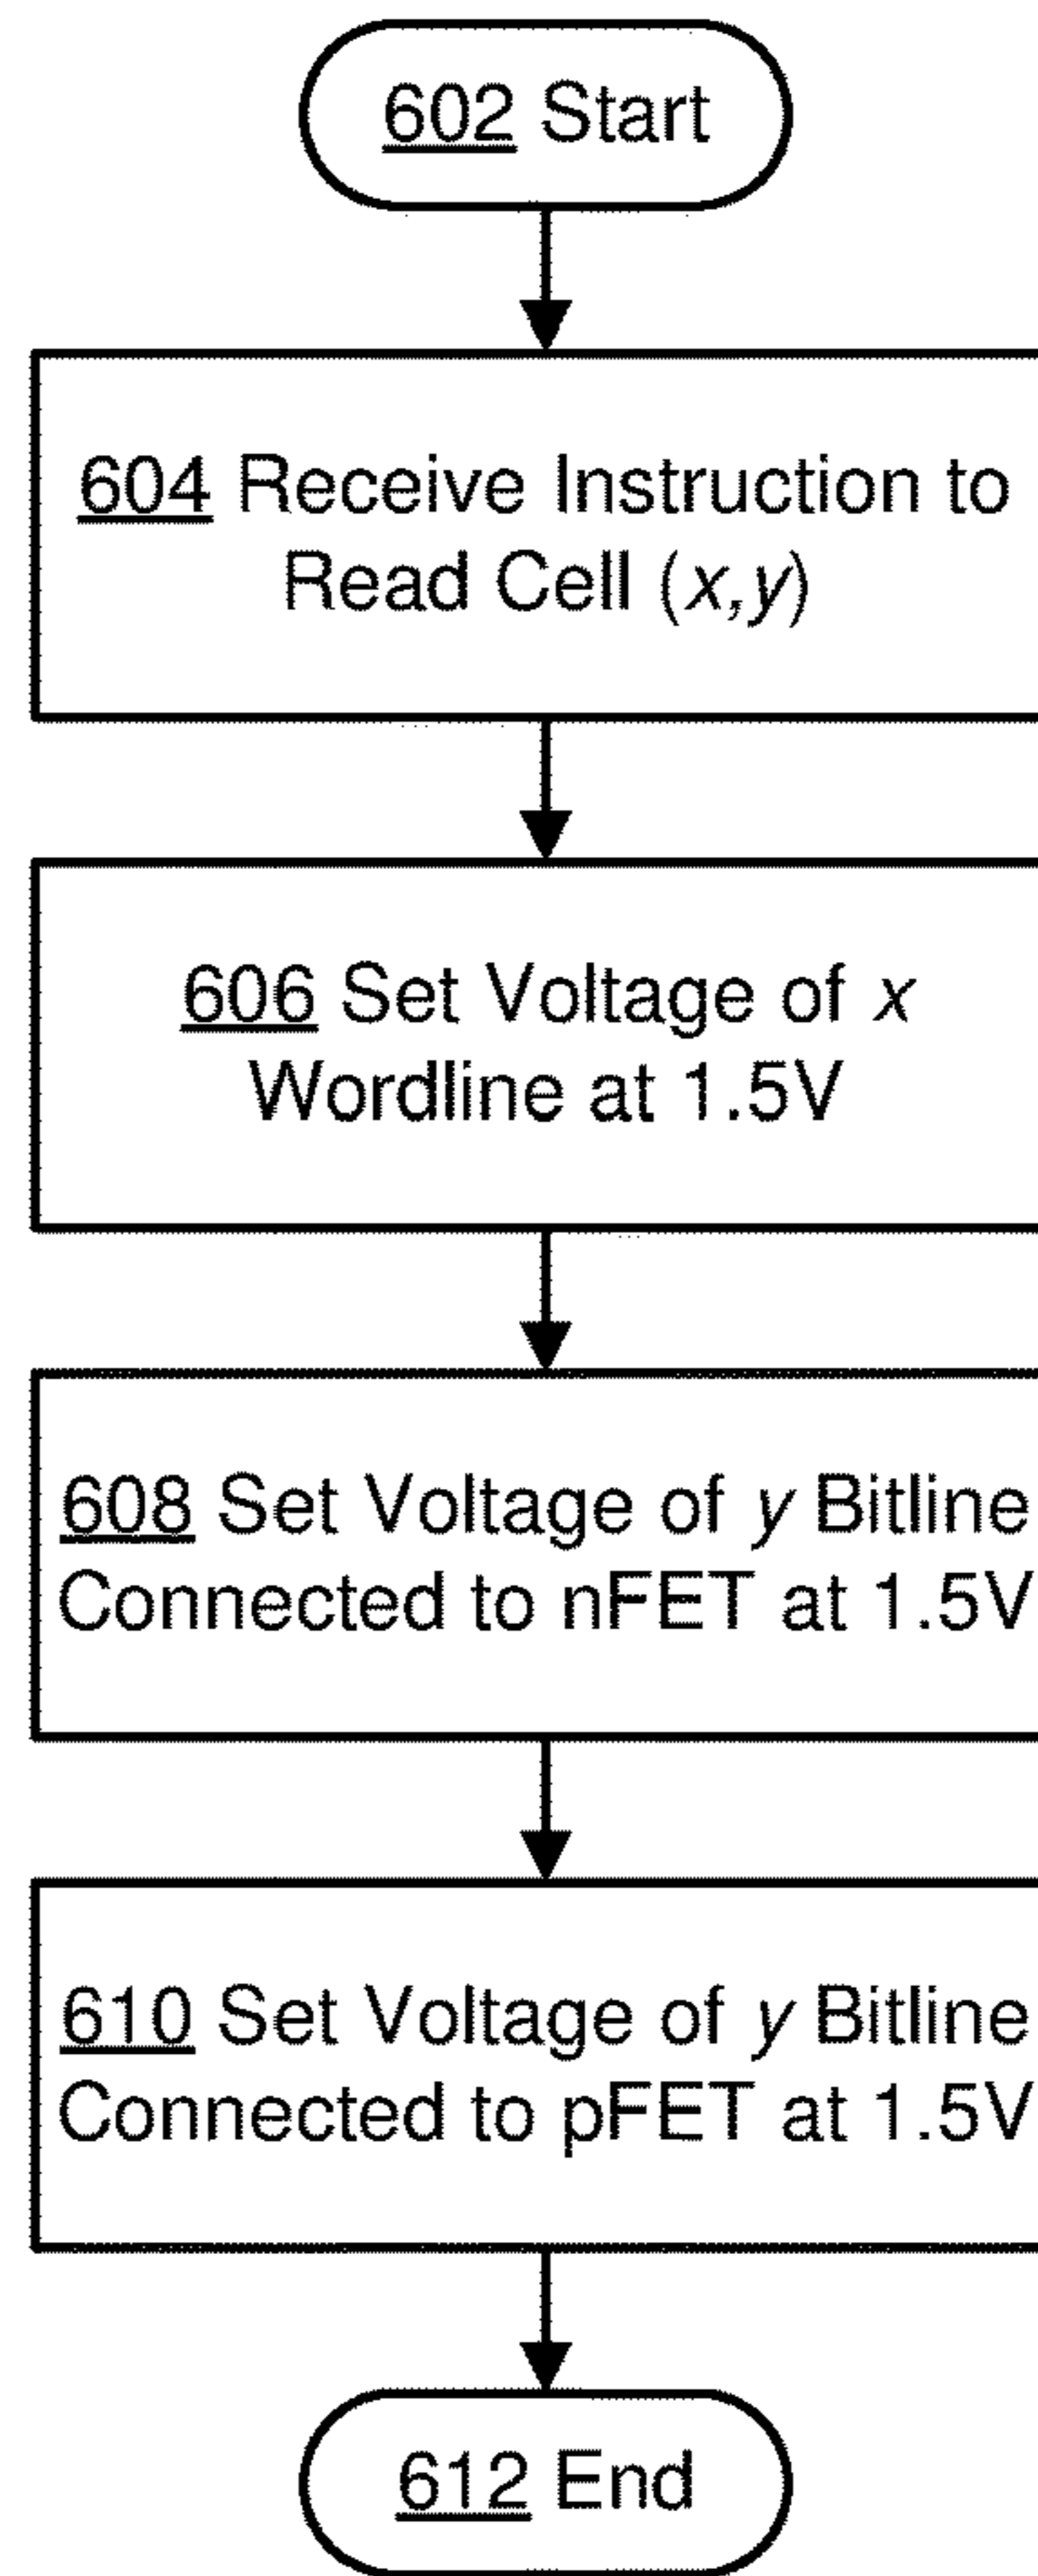 602 Start
604 Receive Instruction to
Read Cell (x,y)
606 Set Voltage of x
Wordline at 1.5V
608 Set Voltage of y Bitline
Connected to nFET at 1.5V
610 Set Voltage of y Bitline
Connected to pFET at 1.5V
612 End